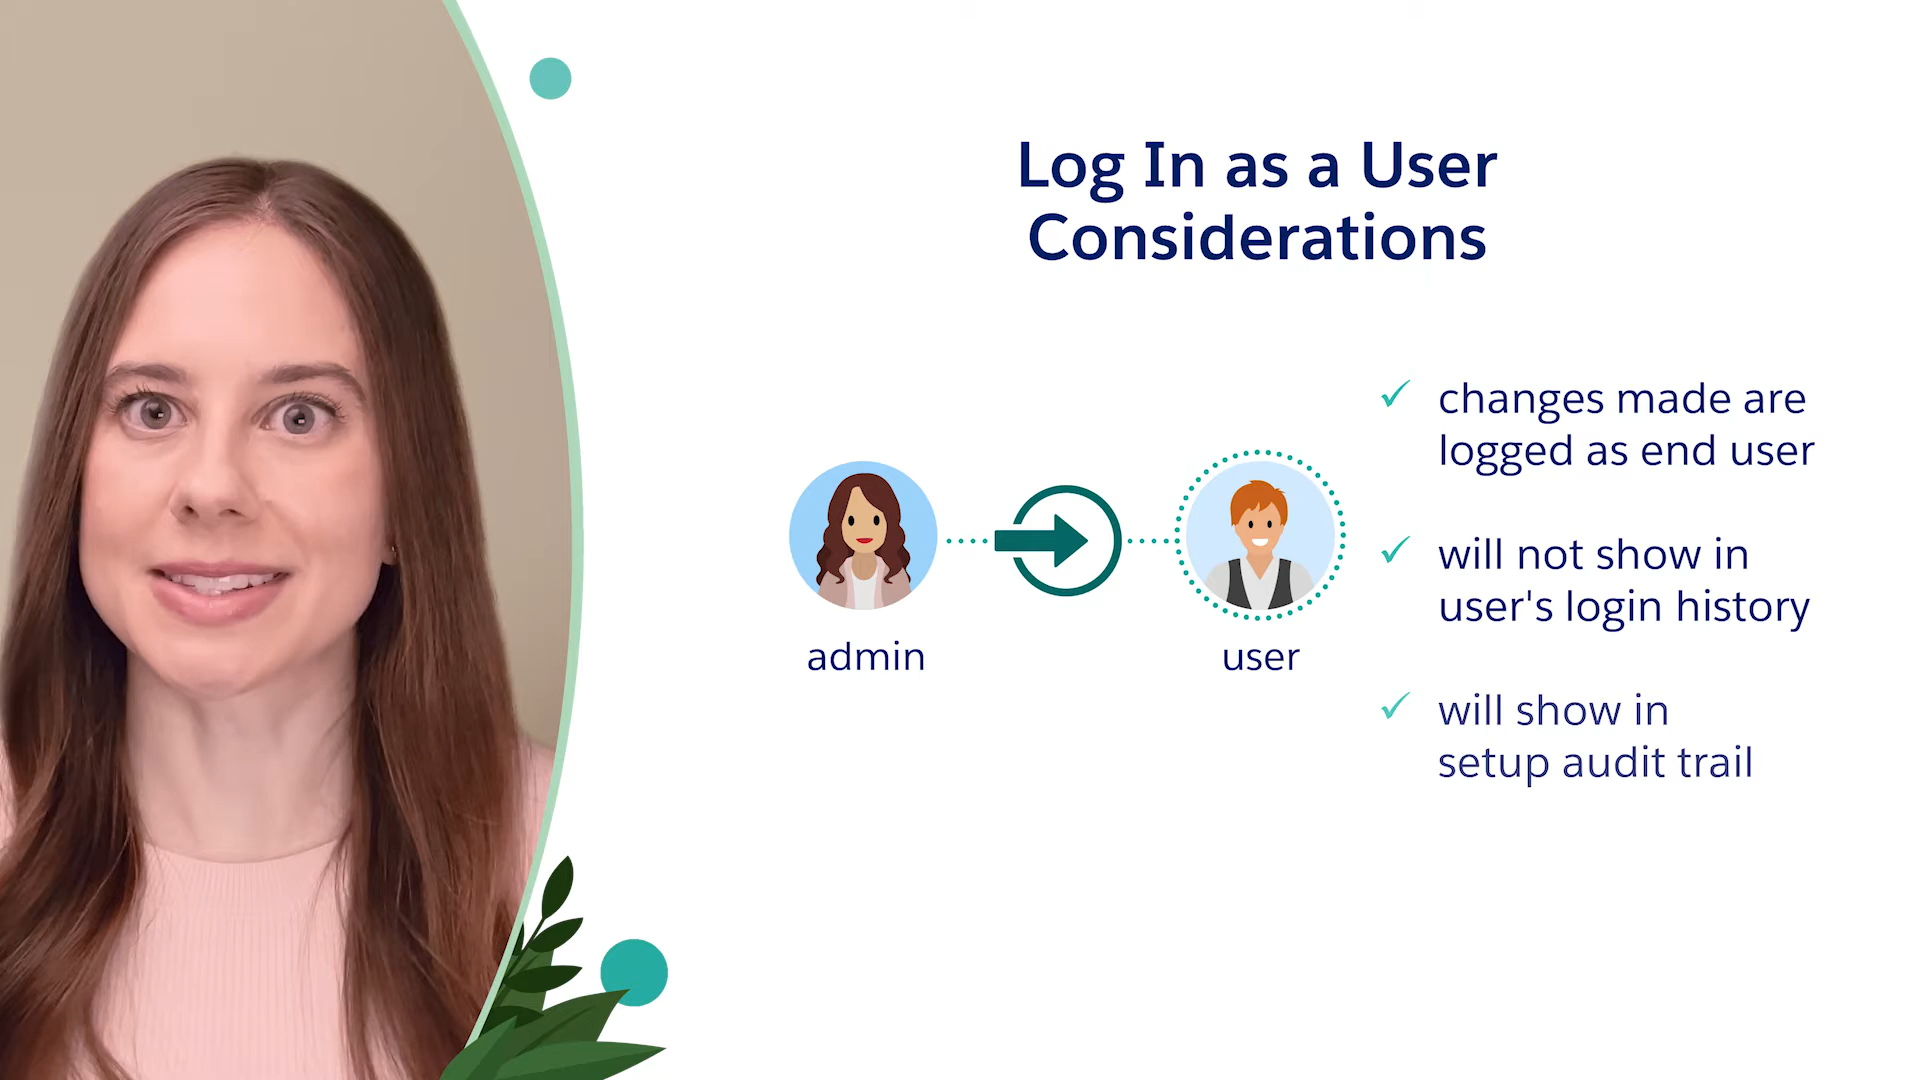 Log In as a User
Considerations
changes made are
logged as end user
will not show in
user's login history
will show in
setup audit trail
admin
user